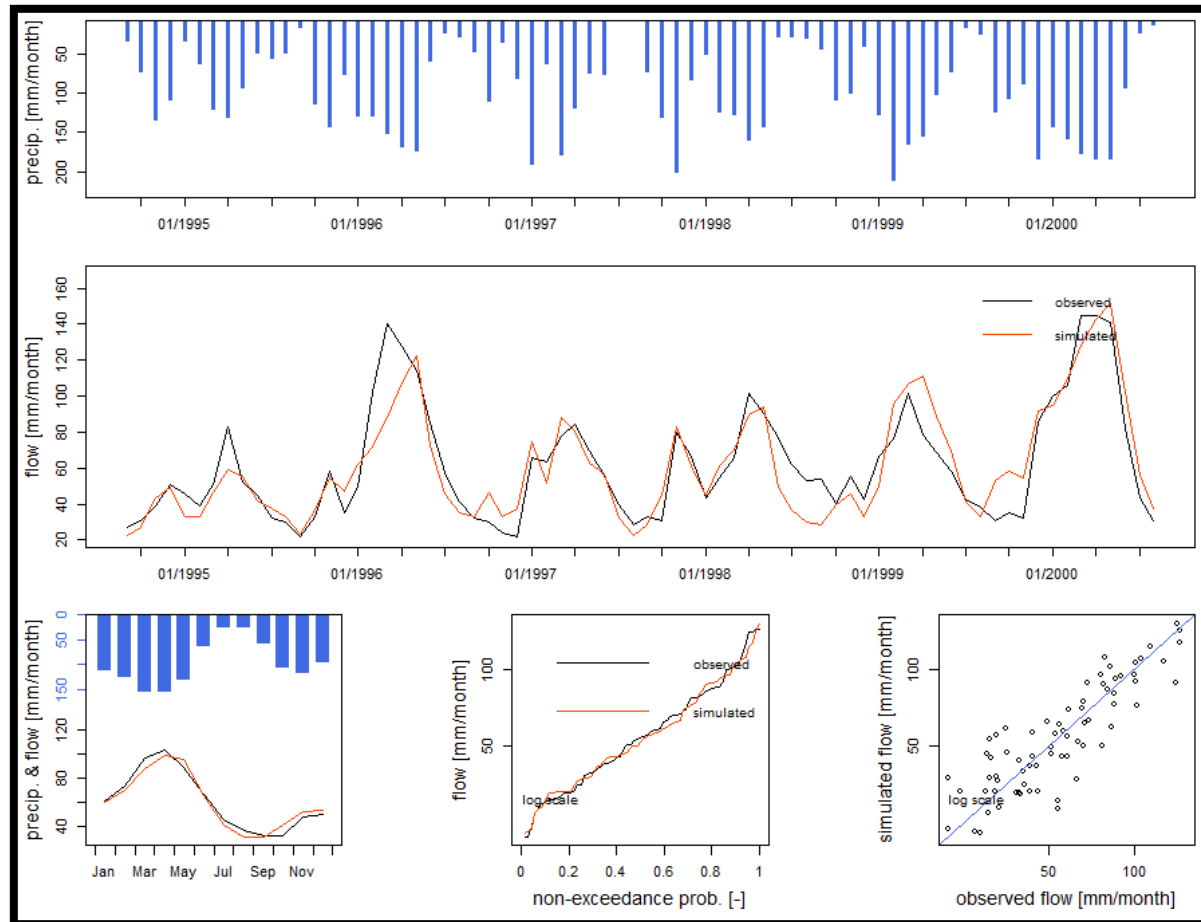 precip. [mm/month]
50
100
150
200
01/1995
01/1996
01/1997
01/1998
01/1999
01/2000
flow [mm/month]
160
140
120
100
80
60
40
20
observed
simulated
01/1995
01/1996
01/1997
01/1998
01/1999
01/2000
precip. & flow [mm/month]
0
50
150
120
80
40
Jan Mar May Jul Sep Nov
flow [mm/month]
100
50
observed
simulated
log scale
0 0.2 0.4 0.6 0.8 1
non-exceedance prob. [-]
simulated flow [mm/month]
100
50
log scale
50 100
observed flow [mm/month]